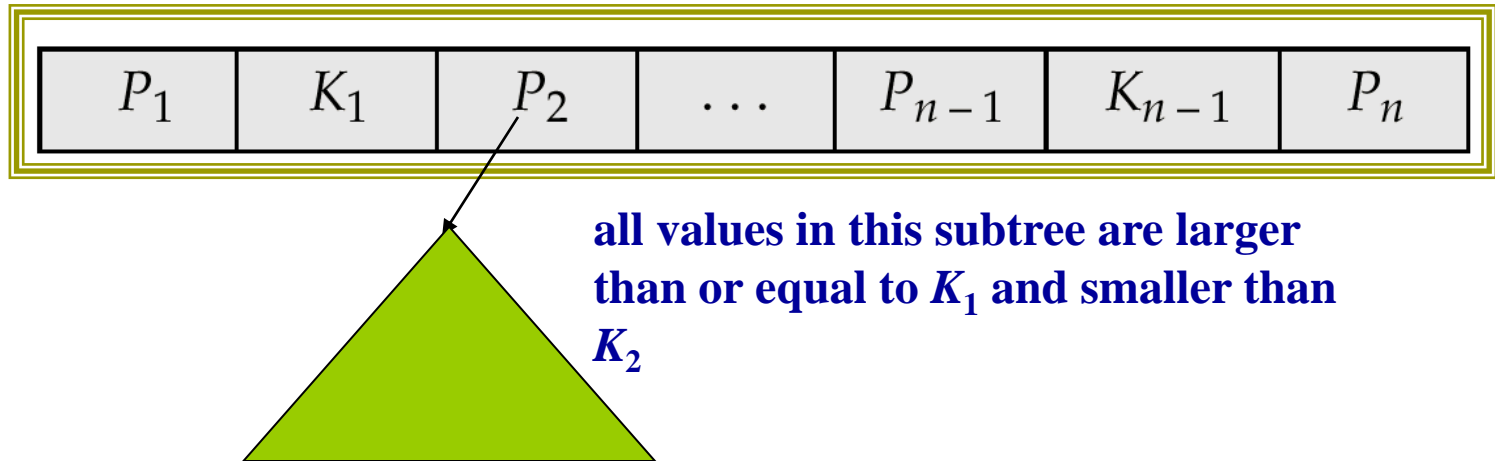 P₁ K₁ P₂ . . . Pₙ₋₁ Kₙ₋₁ Pₙ
all values in this subtree are larger
than or equal to K₁ and smaller than
K₂